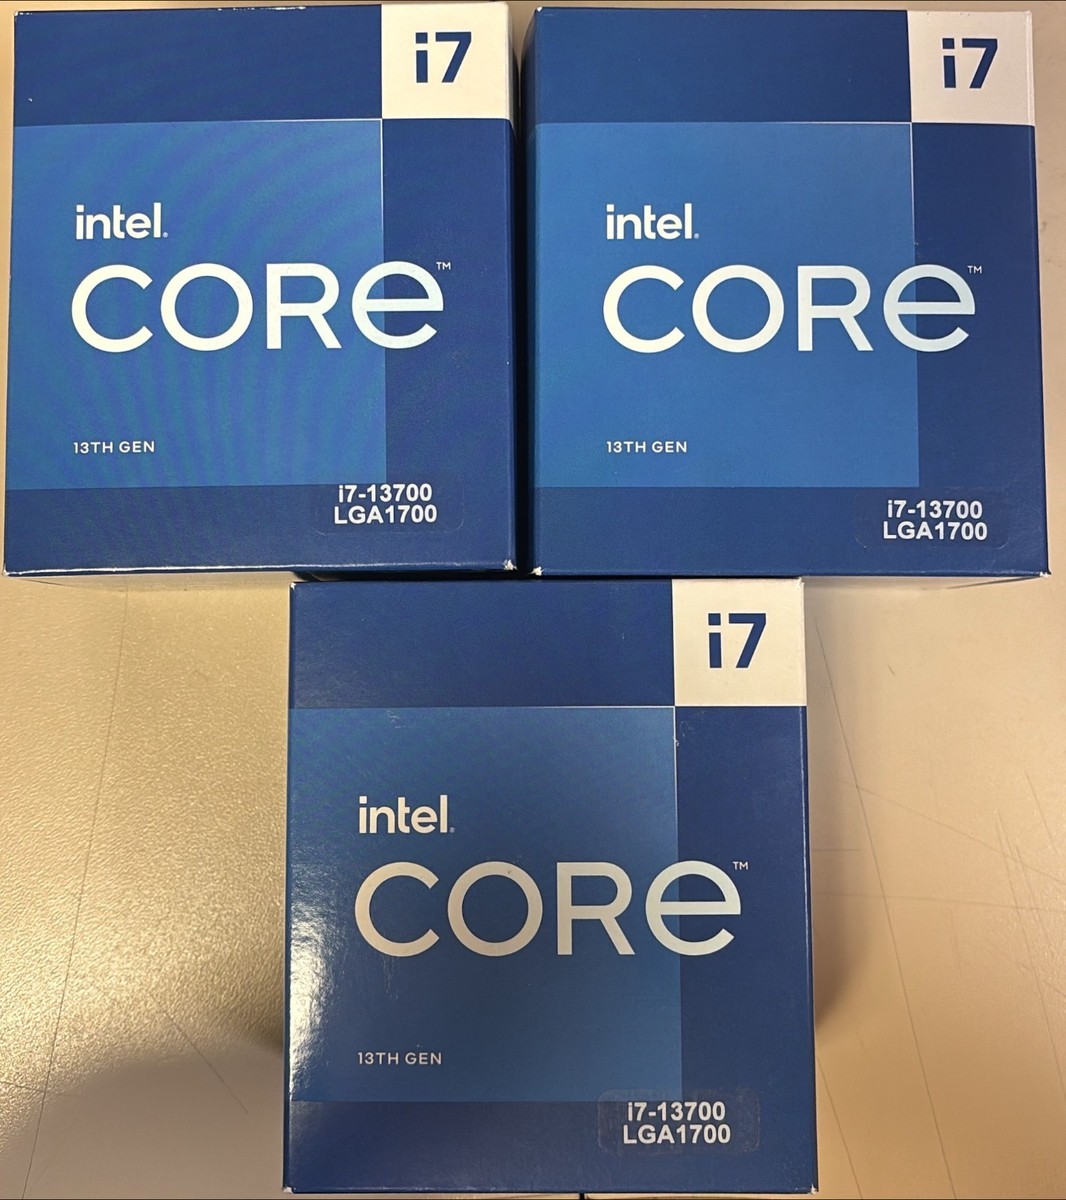 i7
intel.
CORe™
13TH GEN
i7-13700
LGA1700
i7
intel.
CORe™
13TH GEN
i7-13700
LGA1700
i7
intel.
CORe™
13TH GEN
i7-13700
LGA1700